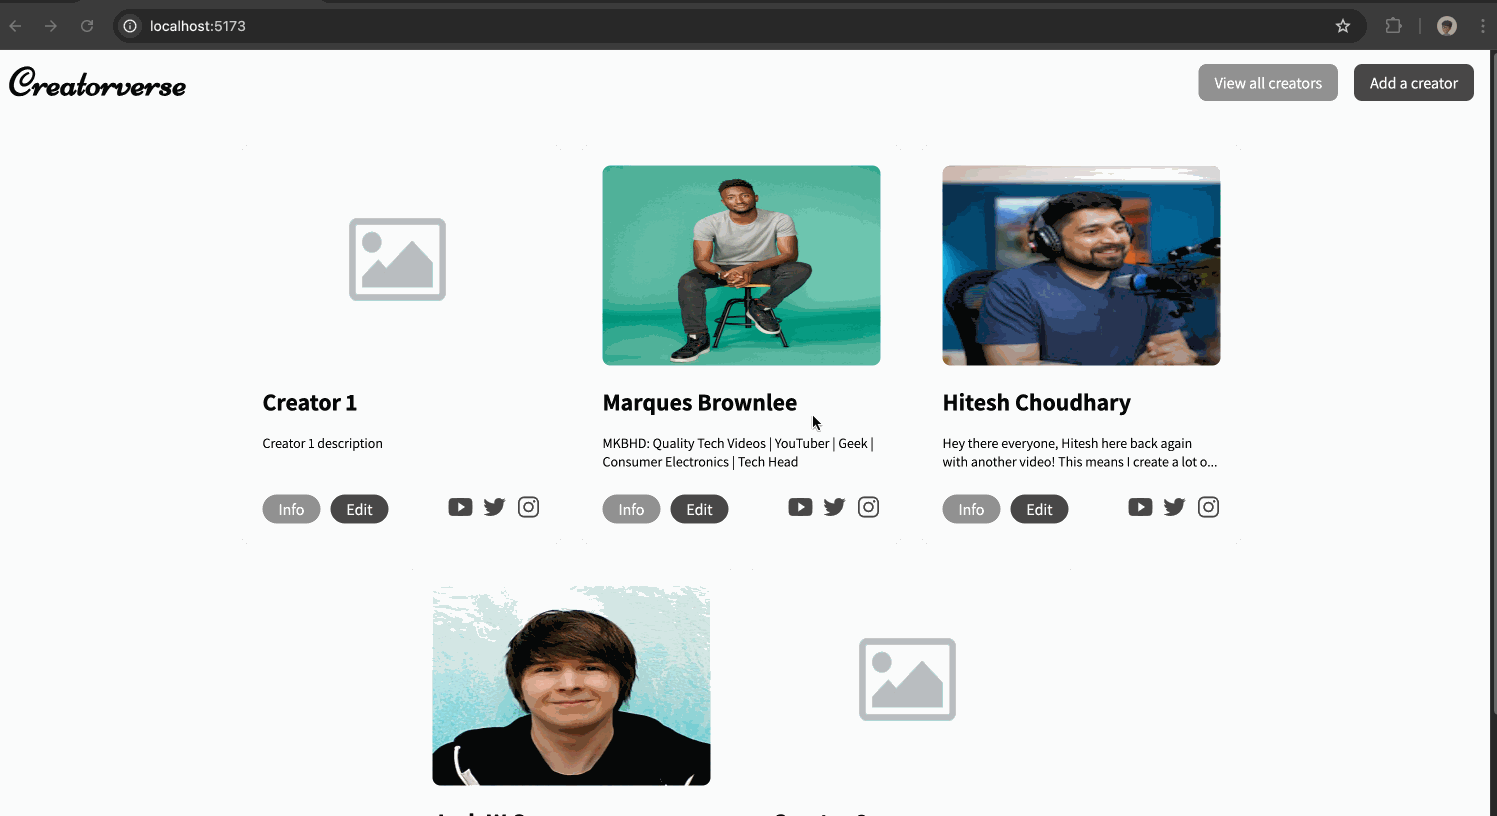 localhost:5173
Creatorverse
View all creators
Add a creator
Creator 1
Creator 1 description
Info
Edit
Marques Brownlee
MKBHD: Quality Tech Videos | YouTuber | Geek |
Consumer Electronics | Tech Head
Info
Edit
Hitesh Choudhary
Hey there everyone, Hitesh here back again
with another video! This means I create a lot o...
Info
Edit